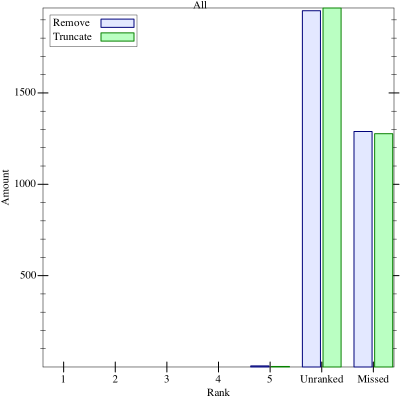 All
Remove
Truncate
1500
1000
500
Amount
1 2 3 4 5 Unranked Missed
Rank